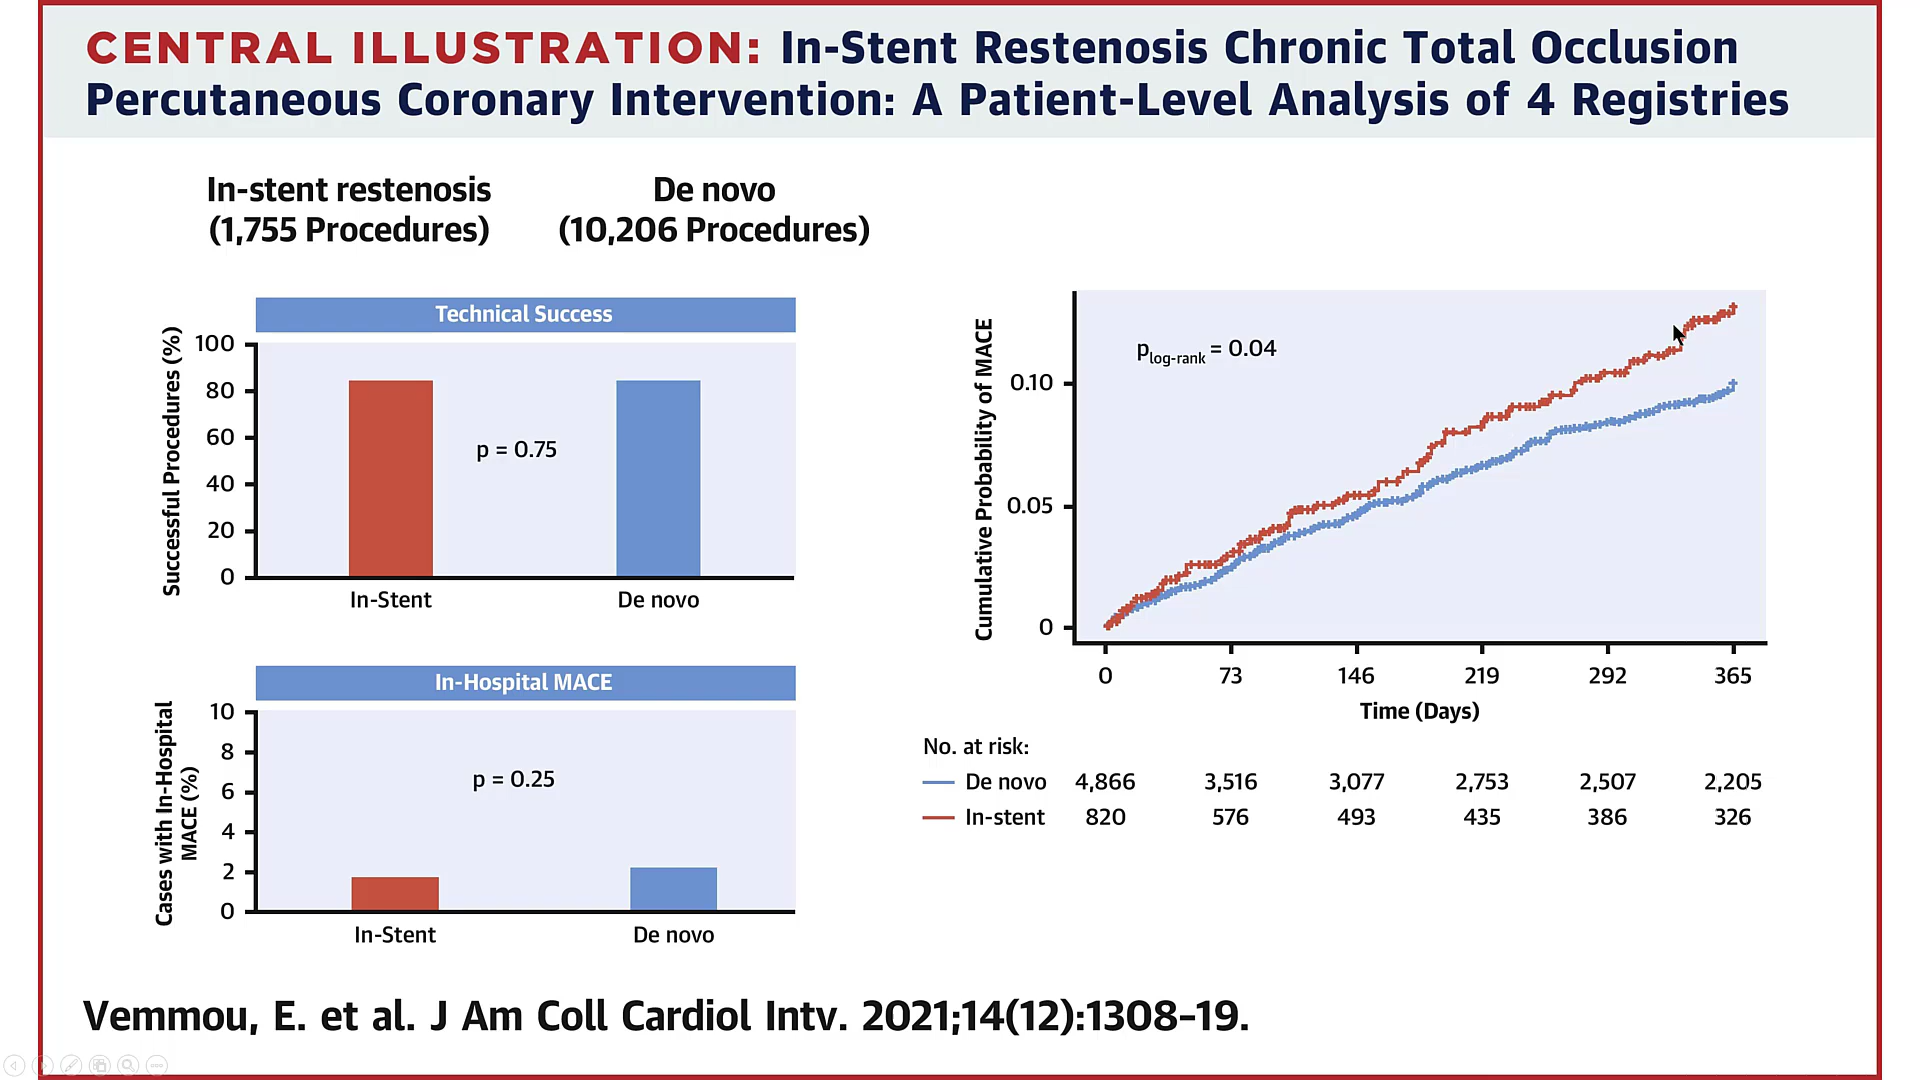 CENTRAL ILLUSTRATION: In-Stent Restenosis Chronic Total Occlusion
Percutaneous Coronary Intervention: A Patient-Level Analysis of 4 Registries
In-stent restenosis
(1,755 Procedures)
De novo
(10,206 Procedures)
Technical Success
Successful Procedures (%)
100
80
60
40
20
0
p = 0.75
In-Stent
De novo
In-Hospital MACE
Cases with In-Hospital
MACE (%)
10
8
6
4
2
0
p = 0.25
In-Stent
De novo
Cumulative Probability of MACE
0.10
0.05
0
plog-rank = 0.04
0 73 146 219 292 365
Time (Days)
No. at risk:
De novo 4,866 3,516 3,077 2,753 2,507 2,205
In-stent 820 576 493 435 386 326
Vemmou, E. et al. J Am Coll Cardiol Intv. 2021;14(12):1308–19.